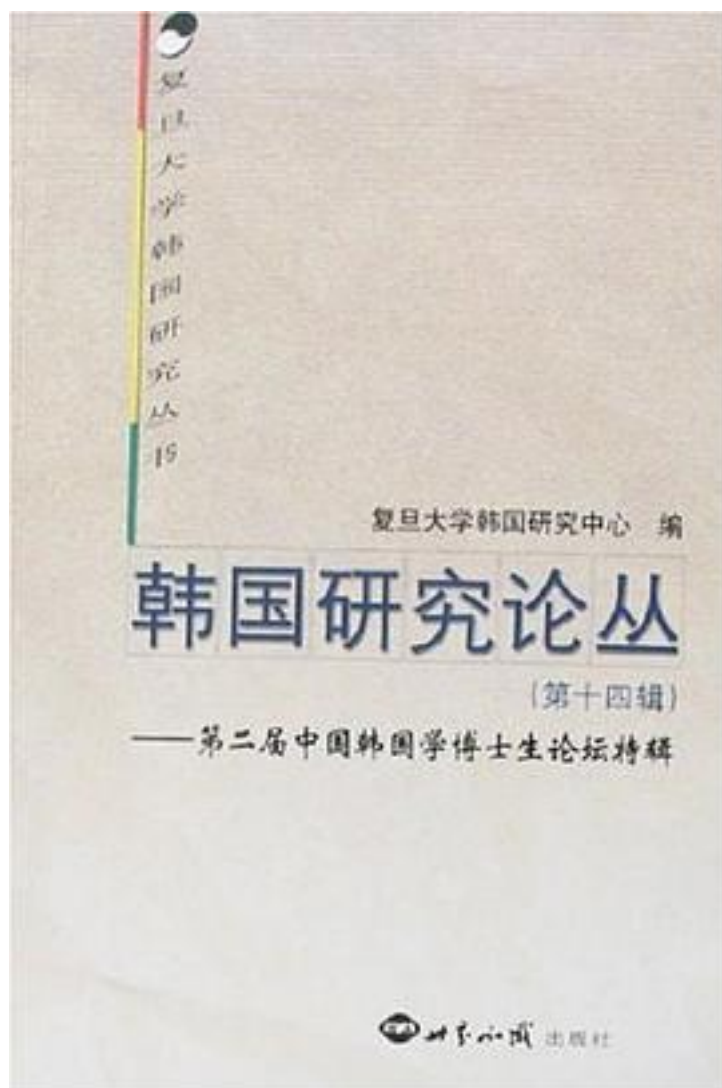 复旦大学韩国研究丛书
复旦大学韩国研究中心 编
韩国研究论丛
(第十四辑)
——第二届中国韩国学博士生论坛特辑
世界知识 出版社